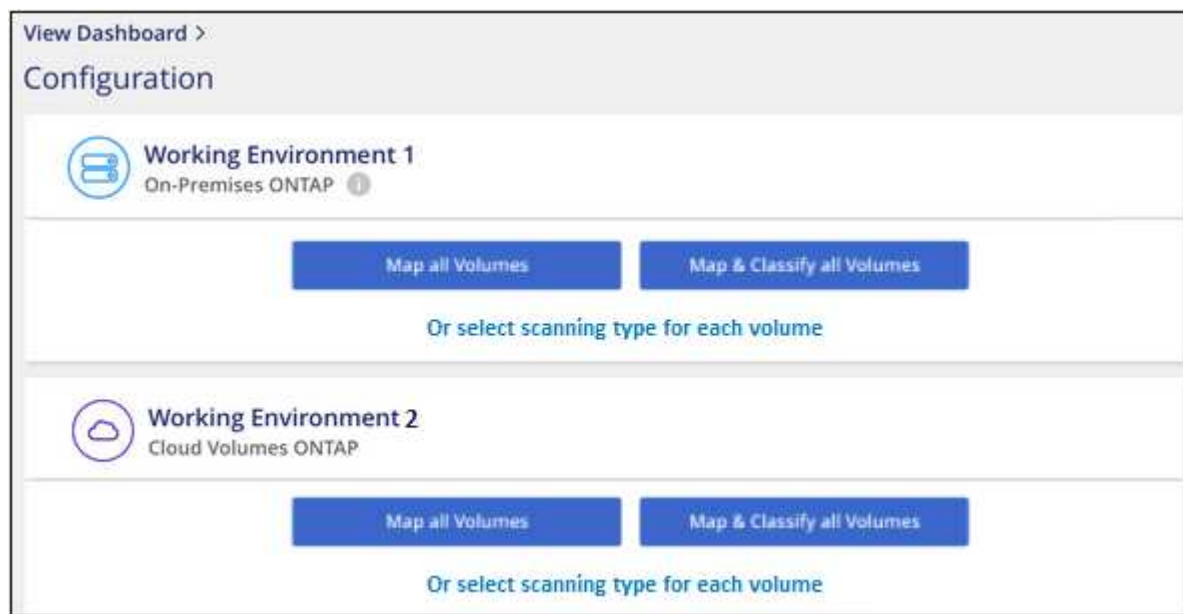 View Dashboard >
Configuration
Working Environment 1
On-Premises ONTAP i
Map all Volumes Map & Classify all Volumes
Or select scanning type for each volume
Working Environment 2
Cloud Volumes ONTAP
Map all Volumes Map & Classify all Volumes
Or select scanning type for each volume